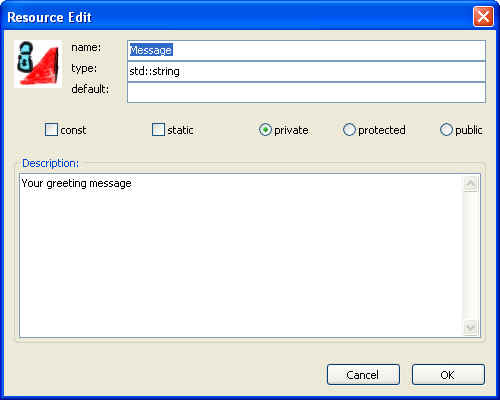 Resource Edit
name:
Message
type:
std::string
default:
const
static
private
protected
public
Description:
Your greeting message
Cancel
OK